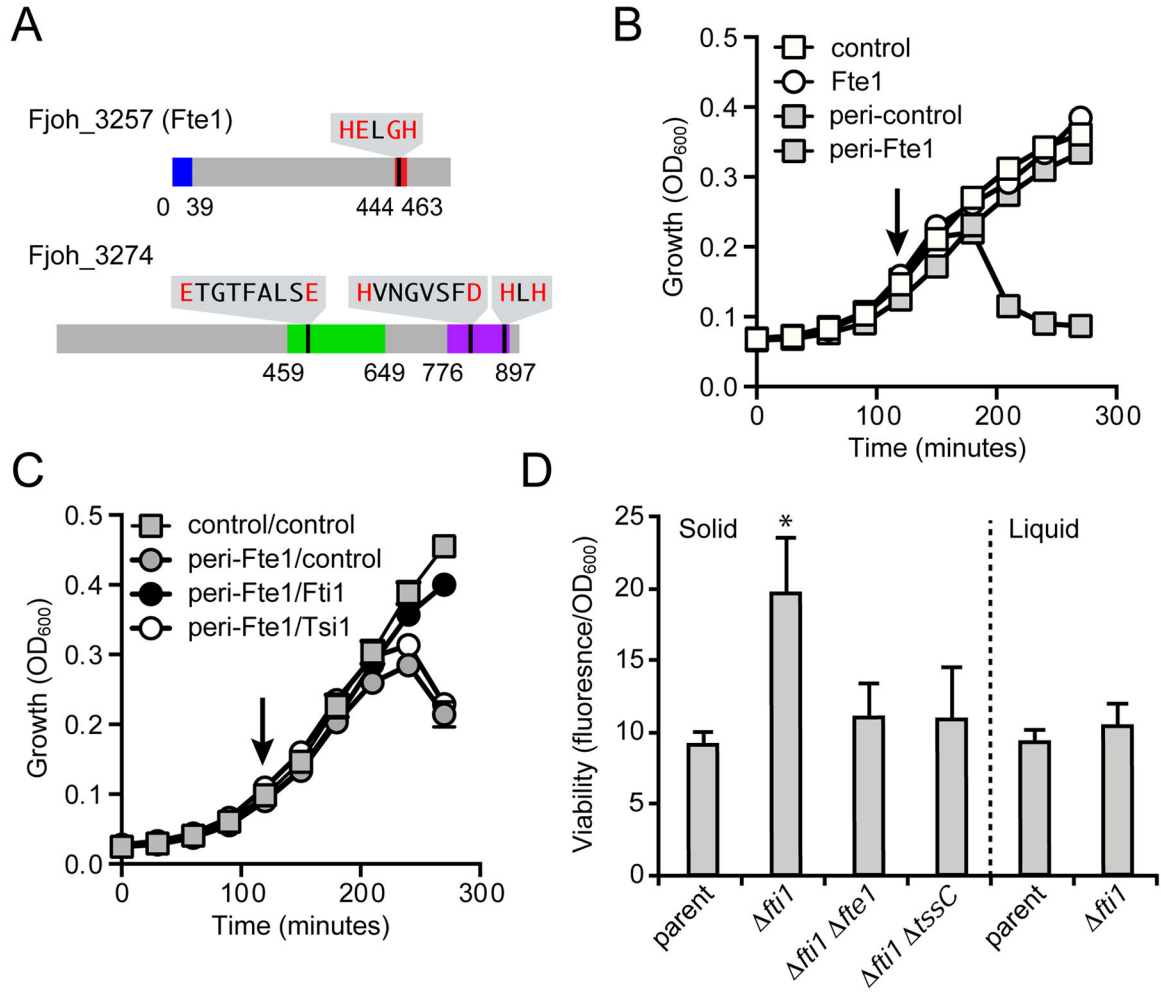 A
Fjoh_3257 (Fte1)
HELGH
0 39 444 463
Fjoh_3274
ETGTFALSE HVNGVSFD HLH
459 649 776 897
B
control
Fte1
peri-control
peri-Fte1
Growth (OD600)
0.5
0.4
0.3
0.2
0.1
0.0
0 100 200 300
Time (minutes)
C
control/control
peri-Fte1/control
peri-Fte1/Fti1
peri-Fte1/Tsi1
Growth (OD600)
0.5
0.4
0.3
0.2
0.1
0.0
0 100 200 300
Time (minutes)
D
Solid * Liquid
Viability (fluoresnce/OD600)
25
20
15
10
5
0
parent
Δfti1
Δfti1 Δfte1
Δfti1 ΔtssC
parent
Δfti1